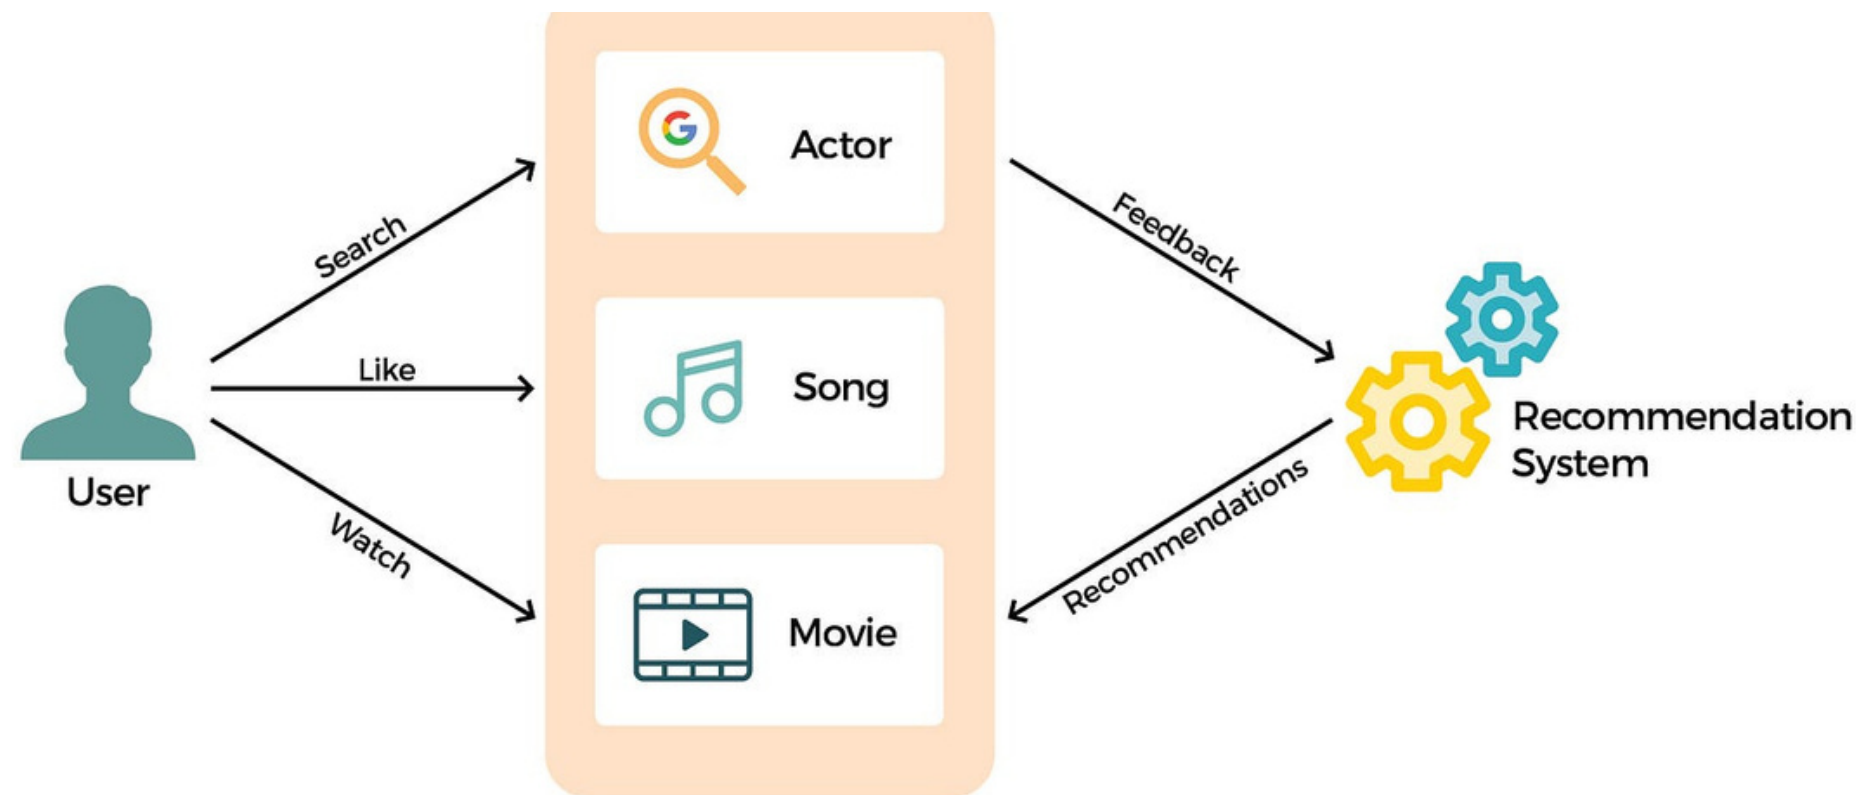 Actor
Search
Feedback
Like
Song
User
Recommendation
System
Watch
Movie
Recommendations